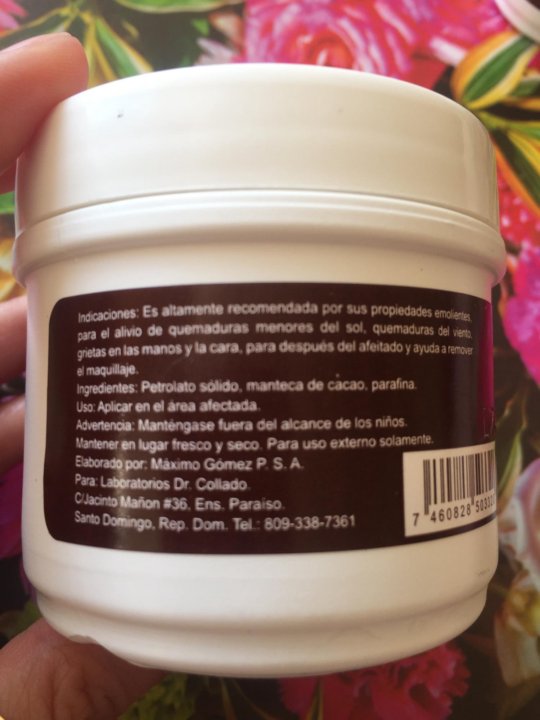 Indicaciones: Es altamente recomendada por sus propiedades emolientes,
para el alivio de quemaduras menores del sol, quemaduras del viento,
grietas en las manos y la cara, para después del afeitado y ayuda a remover
el maquillaje.
Ingredientes: Petrolato sólido, manteca de cacao, parafina.
Uso: Aplicar en el área afectada.
Advertencia: Manténgase fuera del alcance de los niños.
Mantener en lugar fresco y seco. Para uso externo solamente.
Elaborado por: Máximo Gómez P. S. A.
Para: Laboratorios Dr. Collado.
C/Jacinto Mañon #36. Ens. Paraiso.
Santo Domingo, Rep. Dom. Tel.: 809-338-7361
7 460828